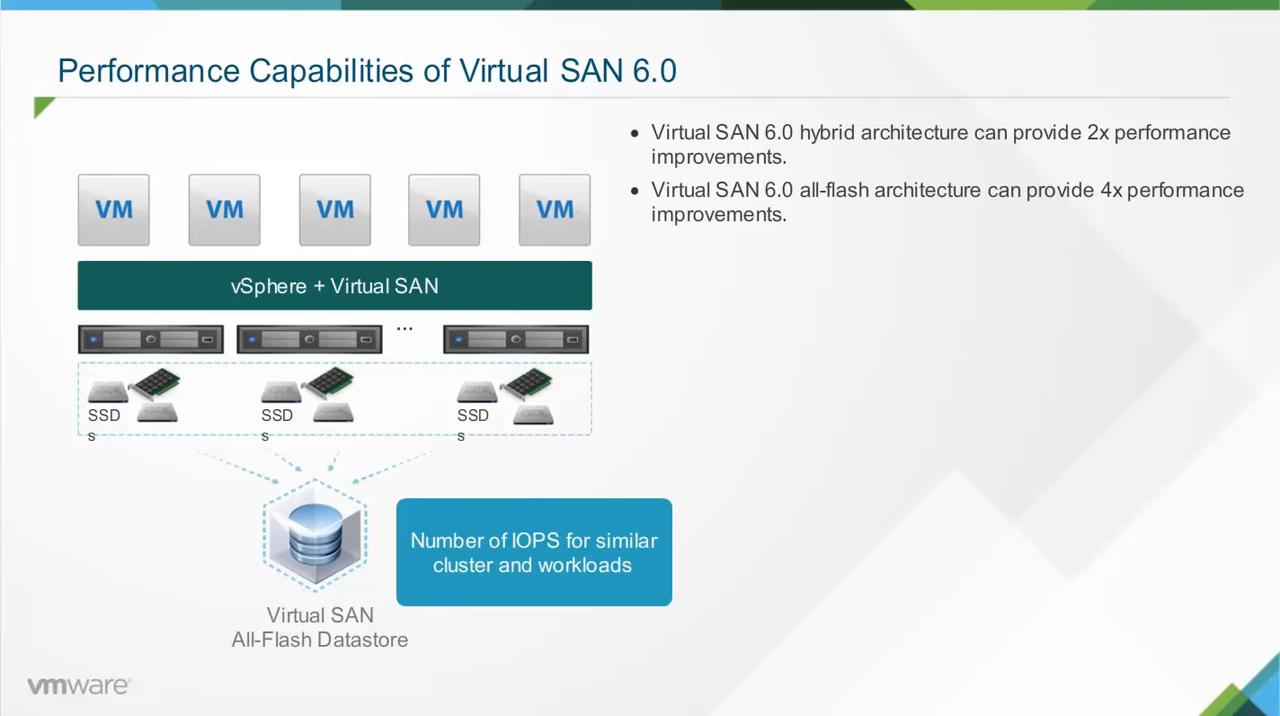 Performance Capabilities of Virtual SAN 6.0
• Virtual SAN 6.0 hybrid architecture can provide 2x performance
improvements.
• Virtual SAN 6.0 all-flash architecture can provide 4x performance
improvements.
VM VM VM VM VM
vSphere + Virtual SAN
...
SSD SSD SSD
s s s
Number of IOPS for similar
cluster and workloads
Virtual SAN
All-Flash Datastore
vmware®